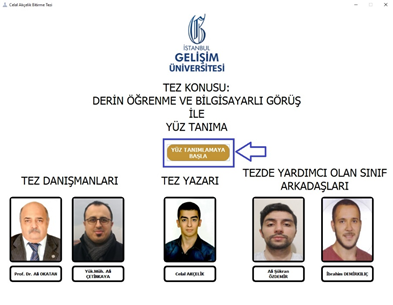 Celal Akçelik Bitirme Tezi
İSTANBUL
GELİŞİM
ÜNİVERSİTESİ
TEZ KONUSU:
DERİN ÖĞRENME VE BİLGİSAYARLI GÖRÜŞ
İLE
YÜZ TANIMA
YÜZ TANIMLAMAYA
BAŞLA
TEZ DANIŞMANLARI
TEZ YAZARI
TEZDE YARDIMCI OLAN SINIF
ARKADAŞLARI
Prof. Dr. Ali OKATAN
Yük.Müh. Ali
ÇETİNKAYA
Celal AKÇELİK
Ali Şükran
ÖZDEMİR
İbrahim DEMİRKILIÇ